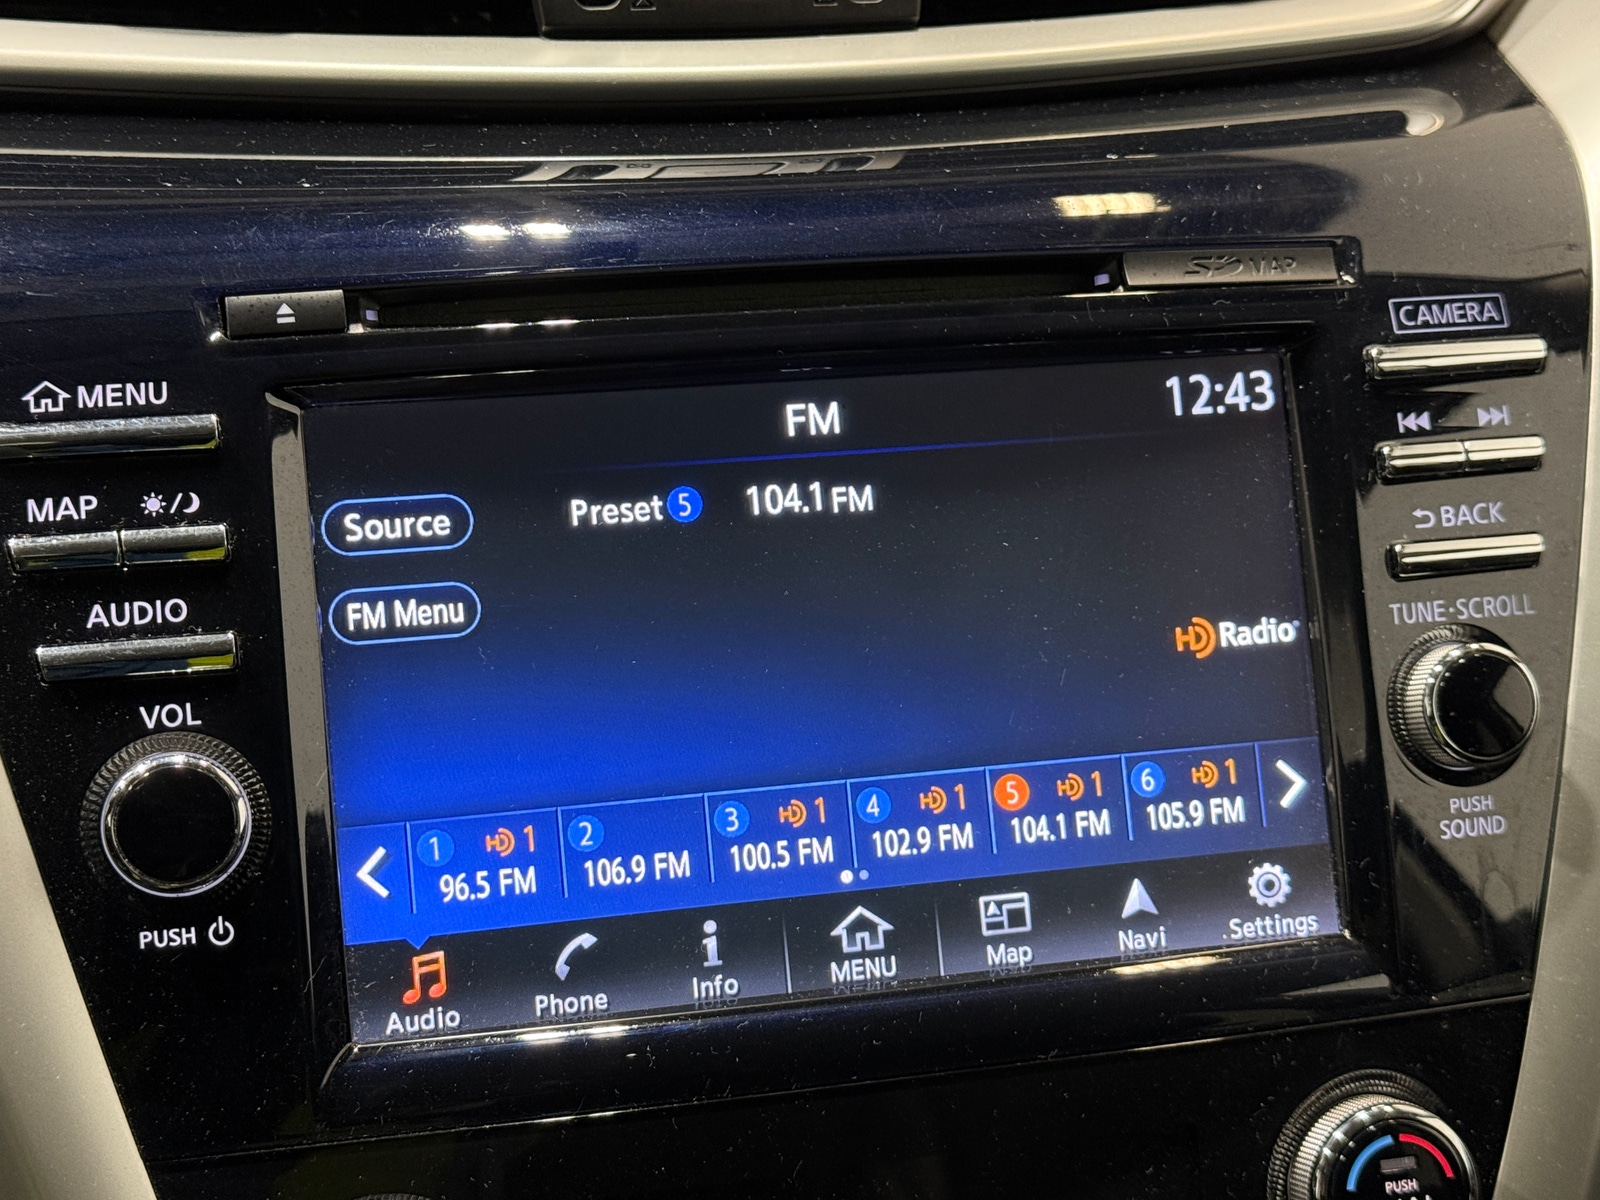 SD MAP
CAMERA
MENU
MAP
AUDIO
VOL
PUSH
FM
12:43
Source
Preset 5 104.1 FM
FM Menu
HD Radio
1 HD 1
96.5 FM
2
106.9 FM
3 HD 1
100.5 FM
4 HD 1
102.9 FM
5 HD 1
104.1 FM
6 HD 1
105.9 FM
Audio
Phone
Info
MENU
Map
Navi
Settings
BACK
TUNE·SCROLL
PUSH
SOUND
PUSH